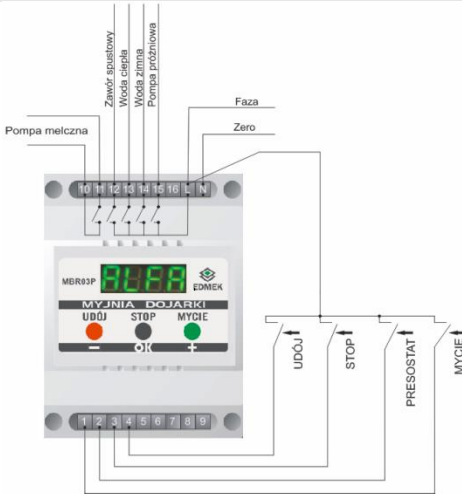 Zawór spustowy
Woda ciepła
Woda zimna
Pompa próżniowa
Faza
Zero
Pompa melczna
10 11 12 13 14 15 16 L N
MBR03P
ALFA
EDMEK
MYJNIA DOJARKI
UDÓJ STOP MYCIE
− OK +
1 2 3 4 5 6 7 8 9
UDÓJ
STOP
PRESOSTAT
MYCIE